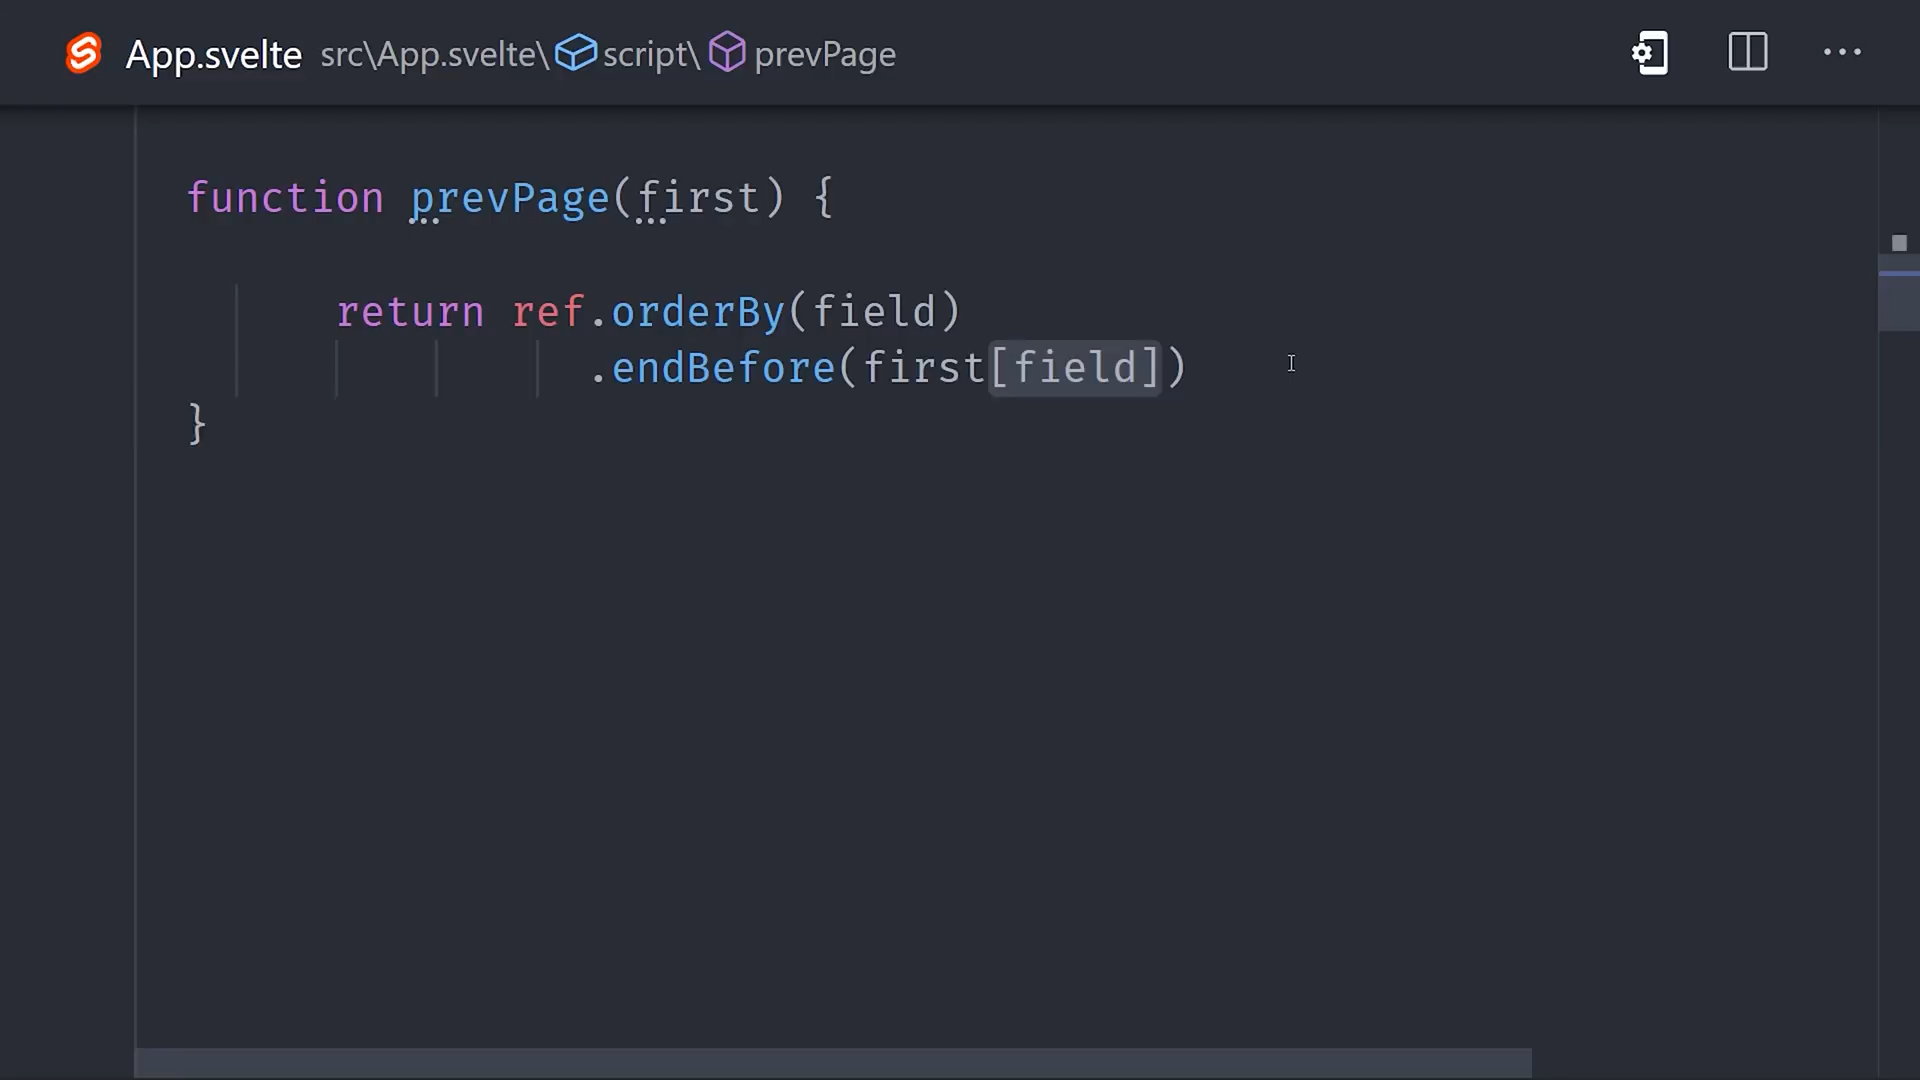 App.svelte src\App.svelte\script\prevPage
function prevPage(first) {
return ref.orderBy(field)
.endBefore(first[field])
}